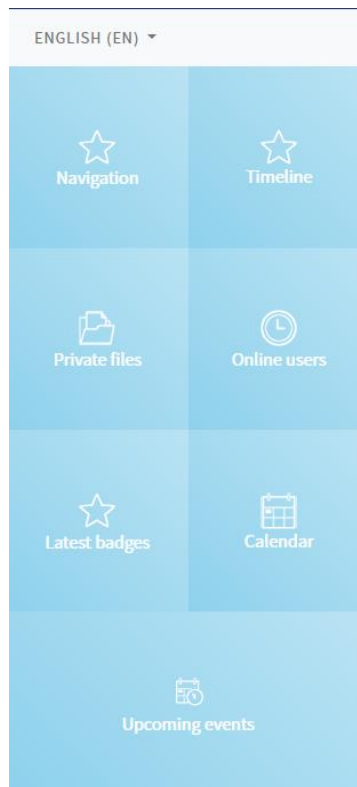 ENGLISH (EN)
Navigation
Timeline
Private files
Online users
Latest badges
Calendar
Upcoming events